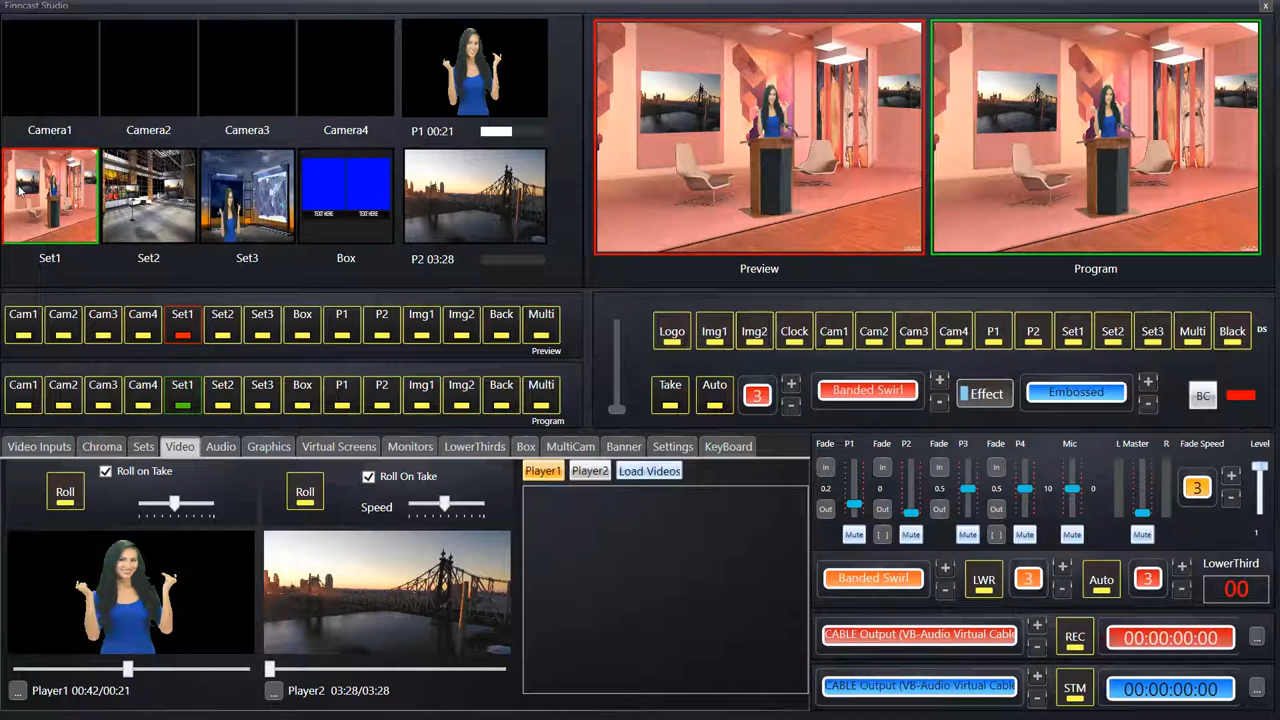 Finncast Studio
x
Camera1
Camera2
Camera3
Camera4
P1 00:21
Set1
Set2
Set3
TEXT HERE
TEXT HERE
Box
P2 03:28
Preview
Program
Cam1
Cam2
Cam3
Cam4
Set1
Set2
Set3
Box
P1
P2
Img1
Img2
Back
Multi
Preview
Cam1
Cam2
Cam3
Cam4
Set1
Set2
Set3
Box
P1
P2
Img1
Img2
Back
Multi
Program
Logo
Img1
Img2
Clock
Cam1
Cam2
Cam3
Cam4
P1
P2
Set1
Set2
Set3
Multi
Black
DS
Take
Auto
3
+
-
Banded Swirl
+
-
Effect
Embossed
+
-
BC
Video Inputs
Chroma
Sets
Video
Audio
Graphics
Virtual Screens
Monitors
LowerThirds
Box
MultiCam
Banner
Settings
KeyBoard
Roll
Roll on Take
Roll
Roll On Take
Speed
Player1
Player2
Load Videos
...
Player1 00:42/00:21
...
Player2 03:28/03:28
Fade
P1
Fade
P2
Fade
P3
Fade
P4
Mic
L Master
R
Fade Speed
Level
In
In
In
In
0.2
0
0.5
0.5
10
0
3
+
-
Out
Out
Out
Out
1
Mute
[ ]
Mute
Mute
[ ]
Mute
Mute
Mute
Banded Swirl
+
-
LWR
3
+
-
Auto
3
+
-
LowerThird
00
CABLE Output (VB-Audio Virtual Cable
+
-
REC
00:00:00:00
...
CABLE Output (VB-Audio Virtual Cable
+
-
STM
00:00:00:00
...